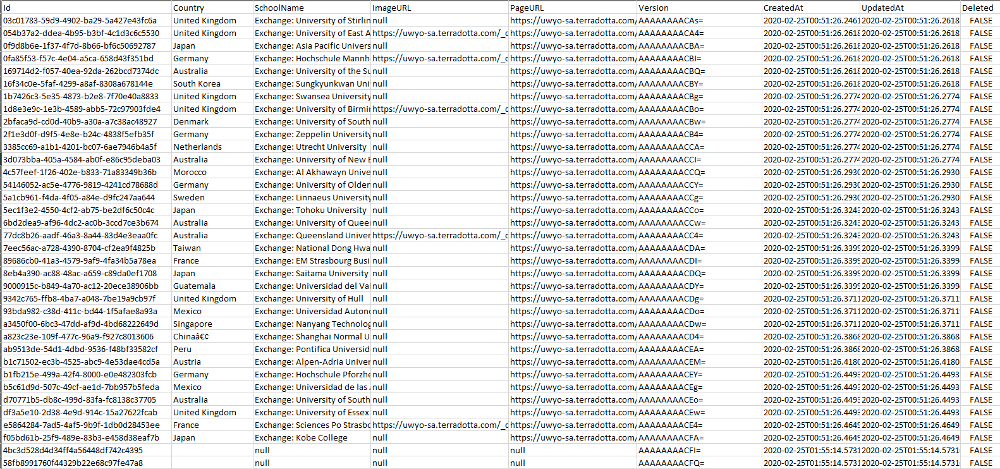 Id Country SchoolName ImageURL PageURL Version CreatedAt UpdatedAt Deleted
03c01783-59d9-4902-ba29-5a427e43fc6a United Kingdom Exchange: University of Stirlin null https://uwyo-sa.terradotta.com/ AAAAAAAACAs= 2020-02-25T00:51:26.2461 2020-02-25T00:51:26.2618 FALSE
054b37a2-ddea-4b95-b3bf-4c1d3c6c5530 United Kingdom Exchange: University of East A https://uwyo-sa.terradotta.com/_c https://uwyo-sa.terradotta.com/ AAAAAAAACA4= 2020-02-25T00:51:26.2618 2020-02-25T00:51:26.2618 FALSE
0f9d8b6e-1f37-4f7d-8b66-bf6c50692787 Japan Exchange: Asia Pacific Univers null https://uwyo-sa.terradotta.com/ AAAAAAAACBA= 2020-02-25T00:51:26.2618 2020-02-25T00:51:26.2618 FALSE
0fa85f53-f57c-4e04-a5ca-658d43f351bd Germany Exchange: Hochschule Mannh https://uwyo-sa.terradotta.com/_c https://uwyo-sa.terradotta.com/ AAAAAAAACBI= 2020-02-25T00:51:26.2618 2020-02-25T00:51:26.2618 FALSE
169714d2-f057-40ea-92da-262bcd7374dc Australia Exchange: University of the Su null https://uwyo-sa.terradotta.com/ AAAAAAAACBQ= 2020-02-25T00:51:26.2618 2020-02-25T00:51:26.2618 FALSE
16f34c0e-5faf-4299-a8af-8308a678144e South Korea Exchange: Sungkyunkwan Uni null https://uwyo-sa.terradotta.com/ AAAAAAAACBY= 2020-02-25T00:51:26.2618 2020-02-25T00:51:26.2618 FALSE
1b7426c3-5e35-4873-b2e8-7f70e40a8833 United Kingdom Exchange: Swansea University null https://uwyo-sa.terradotta.com/ AAAAAAAACBg= 2020-02-25T00:51:26.2774 2020-02-25T00:51:26.2774 FALSE
1d8e3e9c-1e3b-4589-abb5-72c97903fde4 United Kingdom Exchange: University of Birmi https://uwyo-sa.terradotta.com/_c https://uwyo-sa.terradotta.com/ AAAAAAAACBo= 2020-02-25T00:51:26.2774 2020-02-25T00:51:26.2774 FALSE
2bfaca9d-cd0d-40b9-a30a-a7c38ac48927 Denmark Exchange: University of South null https://uwyo-sa.terradotta.com/ AAAAAAAACBw= 2020-02-25T00:51:26.2774 2020-02-25T00:51:26.2774 FALSE
2f1e3d0f-d9f5-4e8e-b24c-4838f5efb35f Germany Exchange: Zeppelin University null https://uwyo-sa.terradotta.com/ AAAAAAAACB4= 2020-02-25T00:51:26.2774 2020-02-25T00:51:26.2774 FALSE
3385cc69-a1b1-4201-bc07-6ae7946b4a5f Netherlands Exchange: Utrecht University null https://uwyo-sa.terradotta.com/ AAAAAAAACCA= 2020-02-25T00:51:26.2774 2020-02-25T00:51:26.2774 FALSE
3d073bba-405a-4584-ab0f-e86c95deba03 Australia Exchange: University of New E null https://uwyo-sa.terradotta.com/ AAAAAAAACCI= 2020-02-25T00:51:26.2774 2020-02-25T00:51:26.2774 FALSE
4c57feef-1f26-402e-b833-71a83349b36b Morocco Exchange: Al Akhawayn Unive null https://uwyo-sa.terradotta.com/ AAAAAAAACCQ= 2020-02-25T00:51:26.2930 2020-02-25T00:51:26.2930 FALSE
54146052-ac5e-4776-9819-4241cd78688d Germany Exchange: University of Olden null https://uwyo-sa.terradotta.com/ AAAAAAAACCY= 2020-02-25T00:51:26.2930 2020-02-25T00:51:26.2930 FALSE
5a1cb961-f4da-4f05-a84e-d9fc247aa644 Sweden Exchange: Linnaeus University null https://uwyo-sa.terradotta.com/ AAAAAAAACCg= 2020-02-25T00:51:26.2930 2020-02-25T00:51:26.2930 FALSE
5ec1f3e2-4550-4cf2-ab75-be2df6c50c4c Japan Exchange: Tohoku University null https://uwyo-sa.terradotta.com/ AAAAAAAACCo= 2020-02-25T00:51:26.3243 2020-02-25T00:51:26.3243 FALSE
6bd2dea9-af96-4dc2-ac0b-3ccd7ce3b674 Australia Exchange: University of Quee null https://uwyo-sa.terradotta.com/ AAAAAAAACCw= 2020-02-25T00:51:26.3243 2020-02-25T00:51:26.3243 FALSE
77dc8b26-aadf-46a3-8a44-83d4e3eaa0fc Australia Exchange: Queensland Univer https://uwyo-sa.terradotta.com/_c https://uwyo-sa.terradotta.com/ AAAAAAAACC4= 2020-02-25T00:51:26.3243 2020-02-25T00:51:26.3243 FALSE
7eec56ac-a728-4390-8704-cf2ea9f4825b Taiwan Exchange: National Dong Hwa null https://uwyo-sa.terradotta.com/ AAAAAAAACDA= 2020-02-25T00:51:26.3399 2020-02-25T00:51:26.3399 FALSE
89686cb0-41a3-4579-9af9-4fa34b5a78ea France Exchange: EM Strasbourg Busi null https://uwyo-sa.terradotta.com/ AAAAAAAACDI= 2020-02-25T00:51:26.3399 2020-02-25T00:51:26.3399 FALSE
8eb4a390-ac88-48ac-a659-c89da0ef1708 Japan Exchange: Saitama University null https://uwyo-sa.terradotta.com/ AAAAAAAACDQ= 2020-02-25T00:51:26.3399 2020-02-25T00:51:26.3399 FALSE
9000915c-b849-4a70-ac12-20ece38906bb Guatemala Exchange: Universidad del Val null https://uwyo-sa.terradotta.com/ AAAAAAAACDY= 2020-02-25T00:51:26.3399 2020-02-25T00:51:26.3399 FALSE
9342c765-ffb8-4ba7-a048-7be19a9cb97f United Kingdom Exchange: University of Hull null https://uwyo-sa.terradotta.com/ AAAAAAAACDg= 2020-02-25T00:51:26.3711 2020-02-25T00:51:26.3711 FALSE
93bda982-c38d-411c-bd44-1f5afae8a93a Mexico Exchange: Universidad Autono null https://uwyo-sa.terradotta.com/ AAAAAAAACDo= 2020-02-25T00:51:26.3711 2020-02-25T00:51:26.3711 FALSE
a3450f00-6bc3-47dd-af9d-4bd68222649d Singapore Exchange: Nanyang Technolog null https://uwyo-sa.terradotta.com/ AAAAAAAACDw= 2020-02-25T00:51:26.3711 2020-02-25T00:51:26.3711 FALSE
a823c23e-109f-477c-96a9-f927c8013606 Chinaâ€¢ Exchange: Shanghai Normal U null https://uwyo-sa.terradotta.com/ AAAAAAAACD4= 2020-02-25T00:51:26.3868 2020-02-25T00:51:26.3868 FALSE
ab9513de-54d1-4dbd-9536-f48bf33582cf Peru Exchange: Pontifica Universid null https://uwyo-sa.terradotta.com/ AAAAAAAACEA= 2020-02-25T00:51:26.3868 2020-02-25T00:51:26.3868 FALSE
b1c71502-ec3b-4525-abc9-4e53dae4cd5a Austria Exchange: Alpen-Adria Univer null https://uwyo-sa.terradotta.com/ AAAAAAAACEM= 2020-02-25T00:51:26.4180 2020-02-25T00:51:26.4180 FALSE
b1fb215e-499a-42f4-8000-e0e482303fcb Germany Exchange: Hochschule Pforzhe null https://uwyo-sa.terradotta.com/ AAAAAAAACEY= 2020-02-25T00:51:26.4493 2020-02-25T00:51:26.4493 FALSE
b5c61d9d-507c-49cf-ae1d-7bb957b5feda Mexico Exchange: Universidad de las null https://uwyo-sa.terradotta.com/ AAAAAAAACEg= 2020-02-25T00:51:26.4493 2020-02-25T00:51:26.4493 FALSE
d70771b5-db8c-499d-83fa-fc8138c37705 Australia Exchange: University of South null https://uwyo-sa.terradotta.com/ AAAAAAAACEo= 2020-02-25T00:51:26.4493 2020-02-25T00:51:26.4493 FALSE
df3a5e10-2d38-4e9d-914c-15a27622fcab United Kingdom Exchange: University of Essex null https://uwyo-sa.terradotta.com/ AAAAAAAACEw= 2020-02-25T00:51:26.4493 2020-02-25T00:51:26.4493 FALSE
e5864284-7ad5-4af5-9b9f-1db0d28453ee France Exchange: Sciences Po Strasbo https://uwyo-sa.terradotta.com/_c https://uwyo-sa.terradotta.com/ AAAAAAAACE4= 2020-02-25T00:51:26.4649 2020-02-25T00:51:26.4649 FALSE
f05bd61b-25f9-489e-83b3-e458d38eaf7b Japan Exchange: Kobe College null https://uwyo-sa.terradotta.com/ AAAAAAAACFA= 2020-02-25T00:51:26.4649 2020-02-25T00:51:26.4649 FALSE
4bc3d528d4d34ff4a56448df742c4395 null null null AAAAAAAACFI= 2020-02-25T01:55:14.5731 2020-02-25T01:55:14.5731 FALSE
58fb8991760f44329b22e68c97fe47a8 null null null AAAAAAAACFQ= 2020-02-25T01:55:14.5731 2020-02-25T01:55:14.5731 FALSE